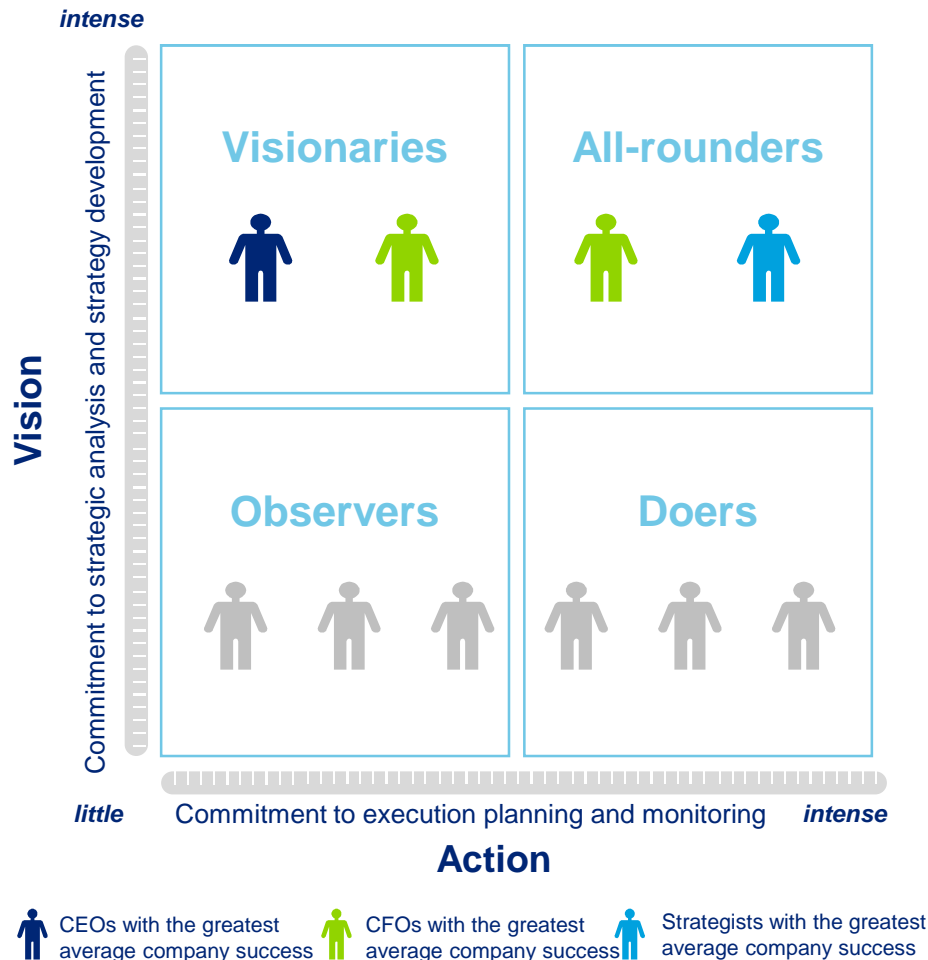 intense
Visionaries
All-rounders
Vision
Commitment to strategic analysis and strategy development
Observers
Doers
little
Commitment to execution planning and monitoring
intense
Action
CEOs with the greatest
average company success
CFOs with the greatest
average company success
Strategists with the greatest
average company success